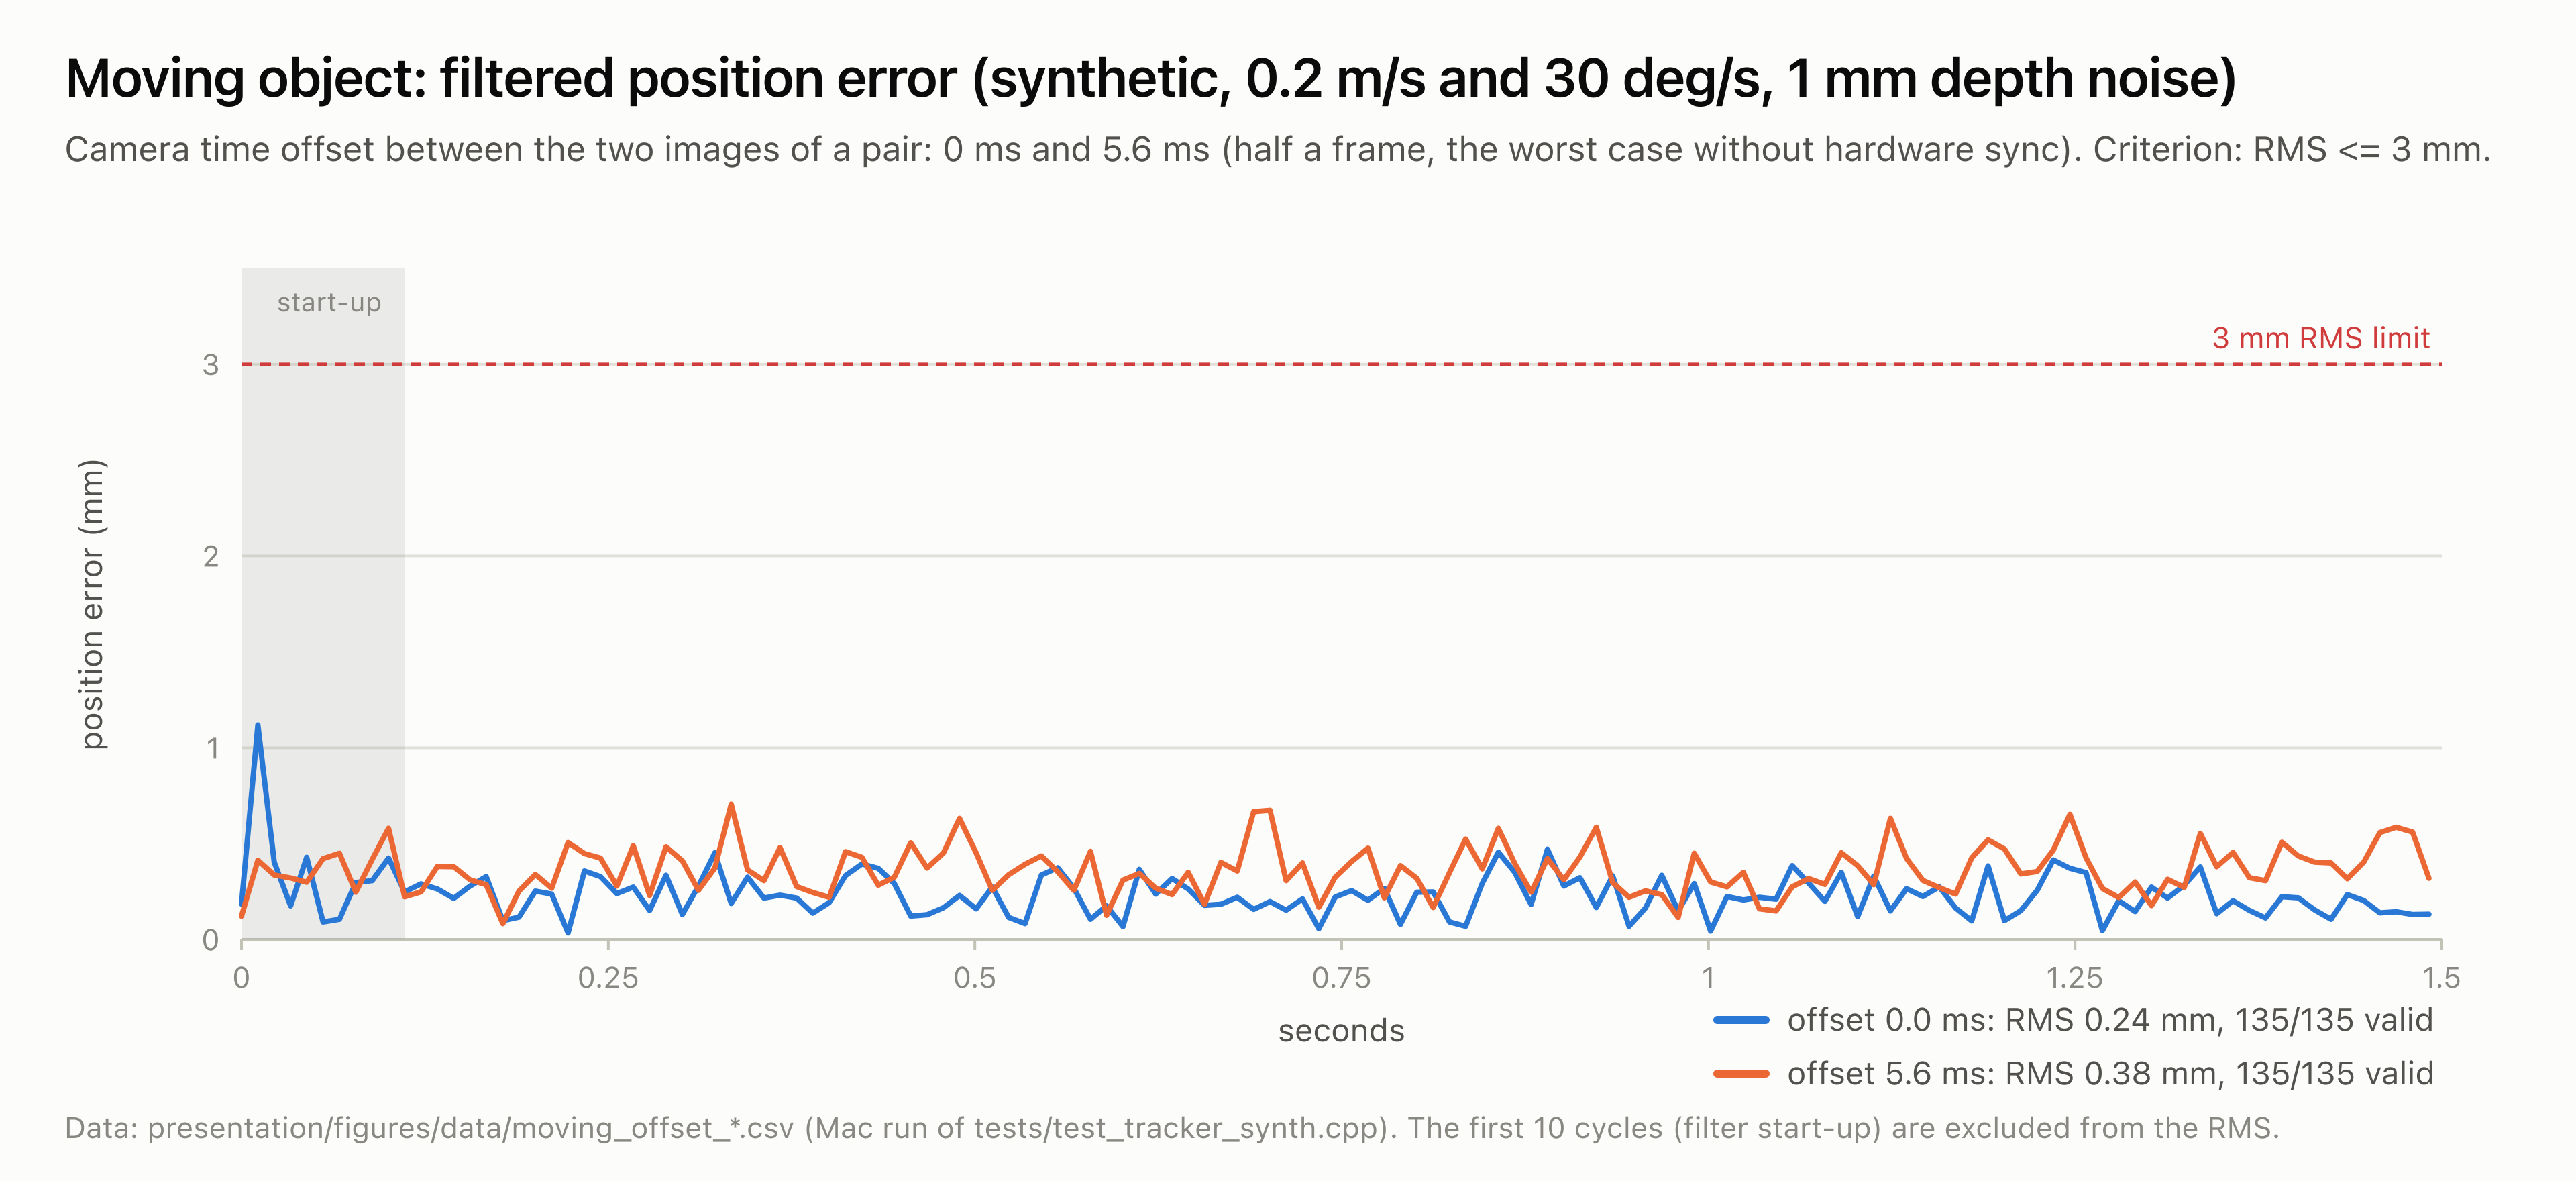 Moving object: filtered position error (synthetic, 0.2 m/s and 30 deg/s, 1 mm depth noise)
Camera time offset between the two images of a pair: 0 ms and 5.6 ms (half a frame, the worst case without hardware sync). Criterion: RMS <= 3 mm.
start-up
3 mm RMS limit
3
2
1
0
position error (mm)
0
0.25
0.5
0.75
1
1.25
1.5
seconds
offset 0.0 ms: RMS 0.24 mm, 135/135 valid
offset 5.6 ms: RMS 0.38 mm, 135/135 valid
Data: presentation/figures/data/moving_offset_*.csv (Mac run of tests/test_tracker_synth.cpp). The first 10 cycles (filter start-up) are excluded from the RMS.